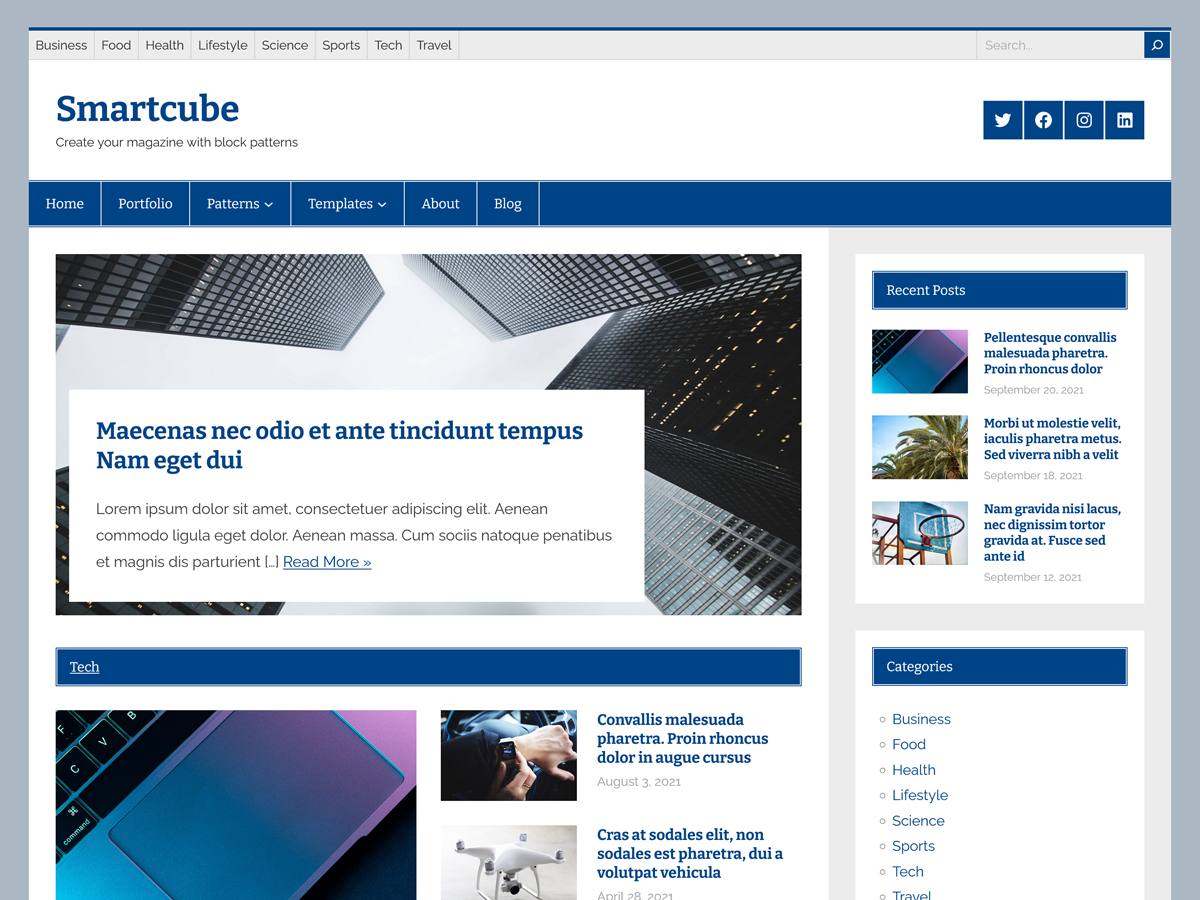 Business Food Health Lifestyle Science Sports Tech Travel
Search...
Smartcube
Create your magazine with block patterns
Home Portfolio Patterns Templates About Blog
Maecenas nec odio et ante tincidunt tempus
Nam eget dui
Lorem ipsum dolor sit amet, consectetuer adipiscing elit. Aenean
commodo ligula eget dolor. Aenean massa. Cum sociis natoque penatibus
et magnis dis parturient [...] Read More »
Tech
F
V
B
C
⌘
command
Convallis malesuada
pharetra. Proin rhoncus
dolor in augue cursus
August 3, 2021
Cras at sodales elit, non
sodales est pharetra, dui a
volutpat vehicula
April 28, 2021
Recent Posts
Pellentesque convallis
malesuada pharetra.
Proin rhoncus dolor
September 20, 2021
Morbi ut molestie velit,
iaculis pharetra metus.
Sed viverra nibh a velit
September 18, 2021
Nam gravida nisi lacus,
nec dignissim tortor
gravida at. Fusce sed
ante id
September 12, 2021
Categories
Business
Food
Health
Lifestyle
Science
Sports
Tech
Travel